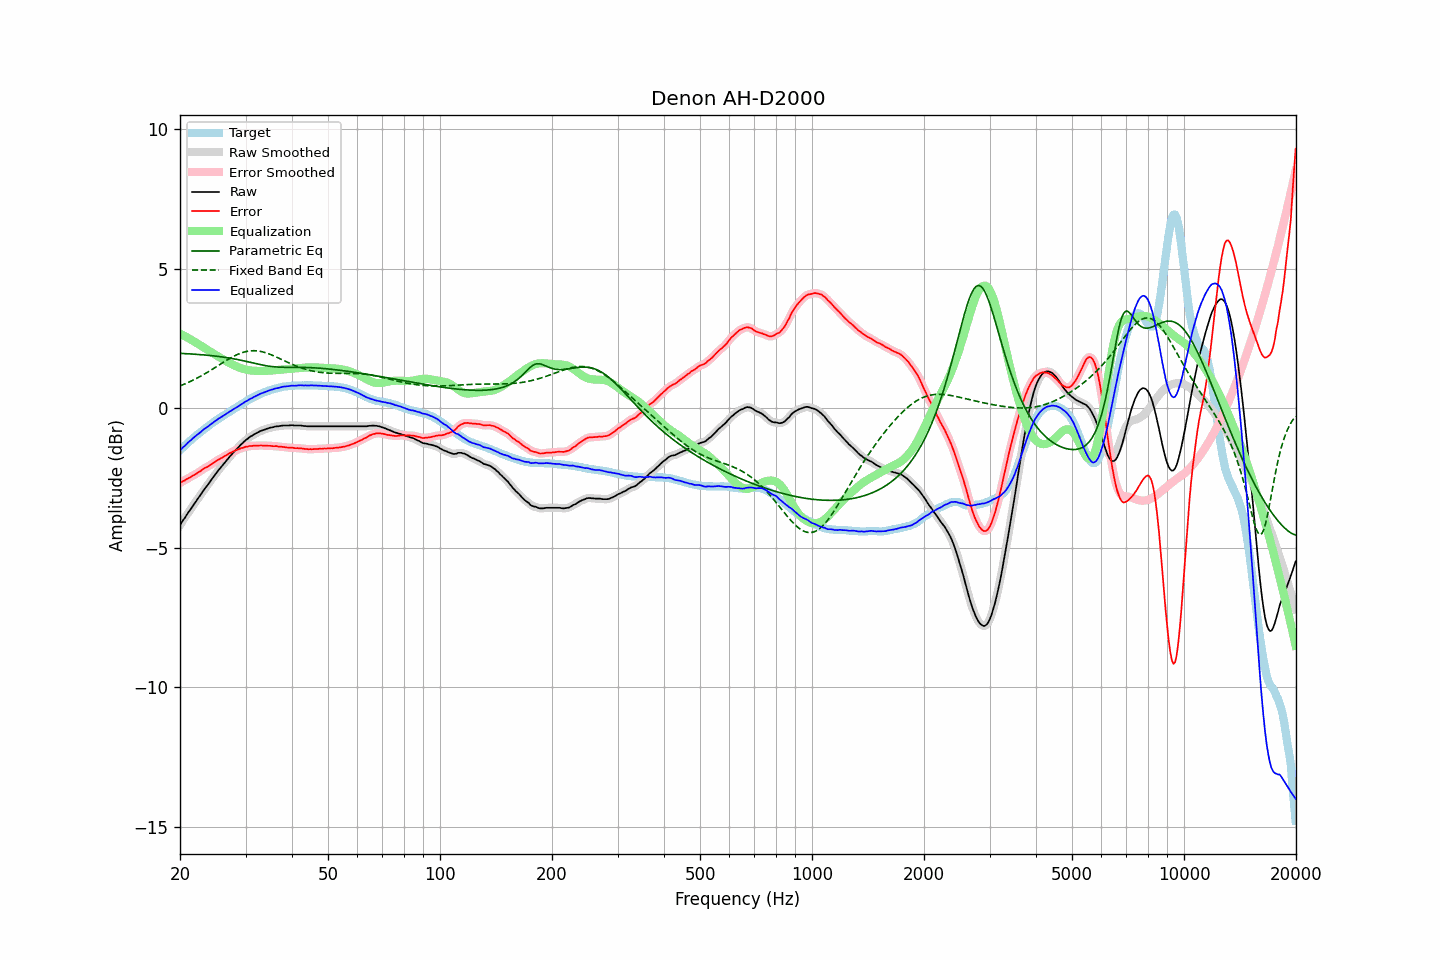 Denon AH-D2000
Target
Raw Smoothed
Error Smoothed
Raw
Error
Equalization
Parametric Eq
Fixed Band Eq
Equalized
10
5
0
−5
−10
−15
Amplitude (dBr)
20 50 100 200 500 1000 2000 5000 10000 20000
Frequency (Hz)